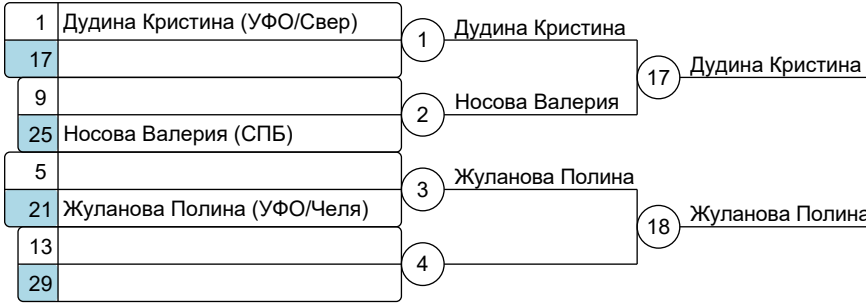 1 Дудина Кристина (УФО/Свер)
1 Дудина Кристина
17
17 Дудина Кристина
9
2 Носова Валерия
25 Носова Валерия (СПБ)
5
3 Жуланова Полина
21 Жуланова Полина (УФО/Челя)
18 Жуланова Полина
13
4
29